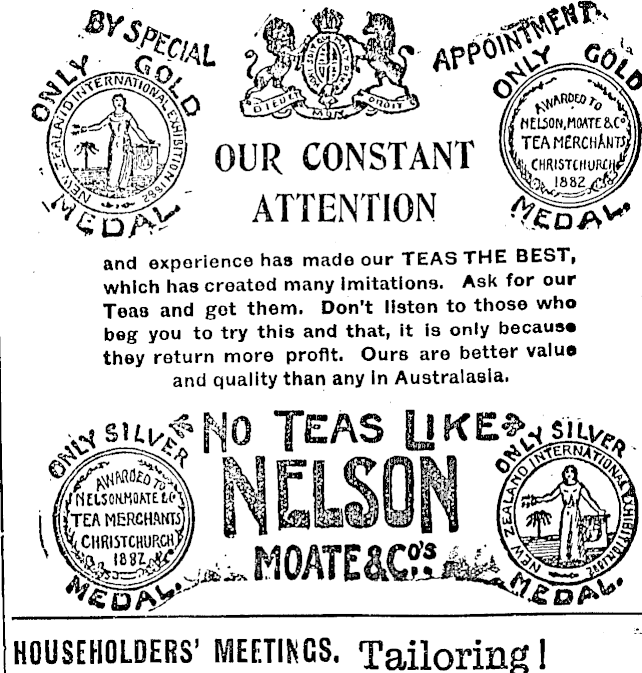 BY SPECIAL APPOINTMENT
ONLY GOLD MEDAL.
NEW ZEALAND INTERNATIONAL EXHIBITION 1882
DIEU ET MON DROIT
ONLY GOLD MEDAL.
AWARDED TO
NELSON, MOATE & Co
TEA MERCHANTS
CHRISTCHURCH
1882
OUR CONSTANT
ATTENTION
and experience has made our TEAS THE BEST,
which has created many imitations. Ask for our
Teas and get them. Don't listen to those who
beg you to try this and that, it is only because
they return more profit. Ours are better value
and quality than any in Australasia.
ONLY SILVER MEDAL.
AWARDED TO
NELSON.MOATE & Co
TEA MERCHANTS
CHRISTCHURCH
1882
NO TEAS LIKE
NELSON
MOATE & CO'S
ONLY SILVER MEDAL.
NEW ZEALAND INTERNATIONAL EXHIBITION 1882
HOUSEHOLDERS' MEETINGS.
Tailoring!